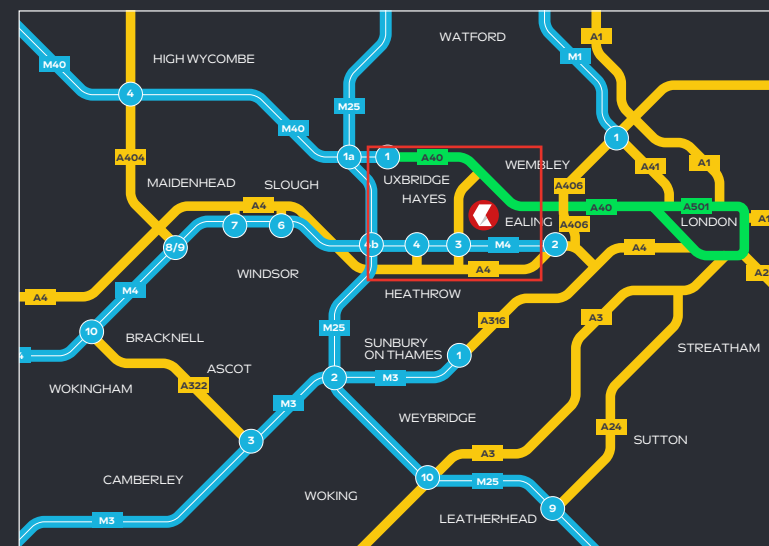 WATFORD
A1
HIGH WYCOMBE
M1
M40
4
M25
M40
1
A404
1a
1
A40
WEMBLEY
A41
A1
MAIDENHEAD
SLOUGH
UXBRIDGE
A406
HAYES
A4
A40
A501
EALING
LONDON
7
6
A406
8/9
4b
4
3
M4
2
A4
A4
WINDSOR
HEATHROW
M4
A4
A316
A3
M25
10
BRACKNELL
SUNBURY
ON THAMES
1
STREATHAM
ASCOT
2
M3
WOKINGHAM
A322
M3
WEYBRIDGE
A24
3
SUTTON
A3
CAMBERLEY
10
M25
WOKING
9
M3
LEATHERHEAD